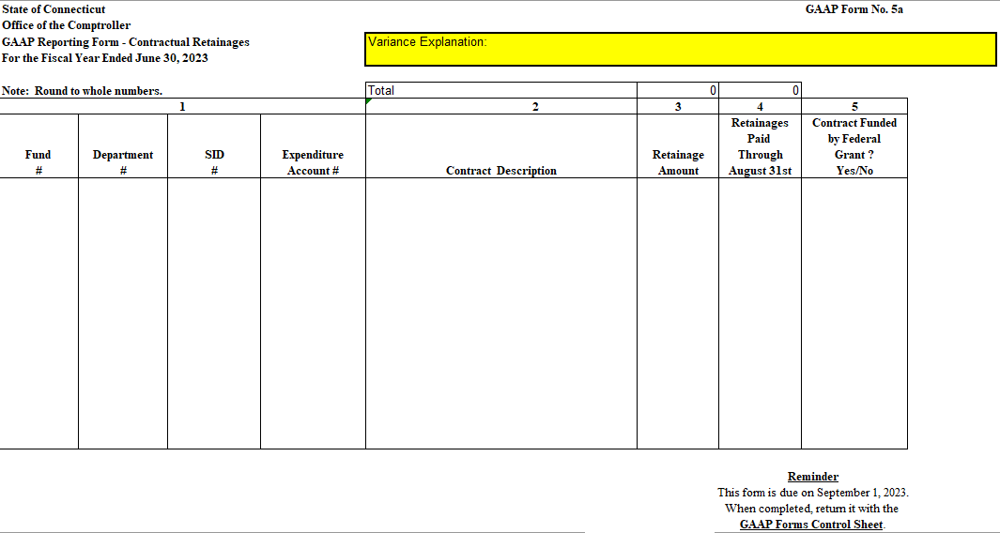 State of Connecticut
GAAP Form No. 5a
Office of the Comptroller
GAAP Reporting Form - Contractual Retainages
Variance Explanation:
For the Fiscal Year Ended June 30, 2023
Note:  Round to whole numbers.
Total 0 0
1 2 3 4 5
Fund
#
Department
#
SID
#
Expenditure
Account #
Contract  Description
Retainage
Amount
Retainages
Paid
Through
August 31st
Contract Funded
by Federal
Grant ?
Yes/No
Reminder
This form is due on September 1, 2023.
When completed, return it with the
GAAP Forms Control Sheet.